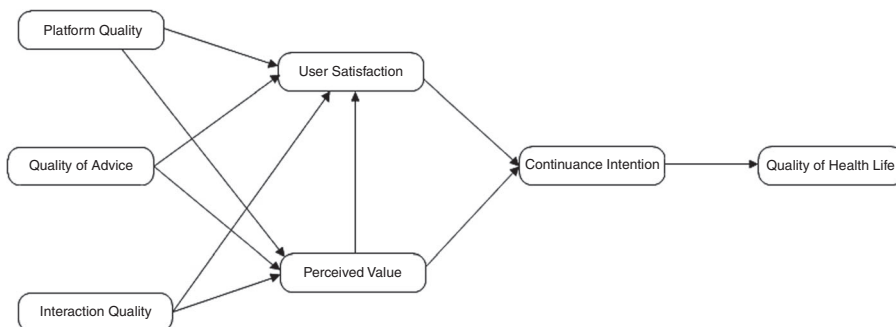 Platform Quality
User Satisfaction
Quality of Advice
Continuance Intention
Quality of Health Life
Perceived Value
Interaction Quality